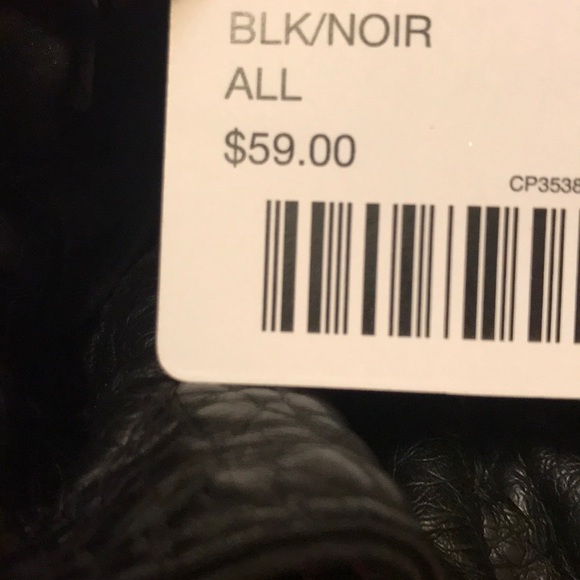 BLK/NOIR
ALL
$59.00
CP3538